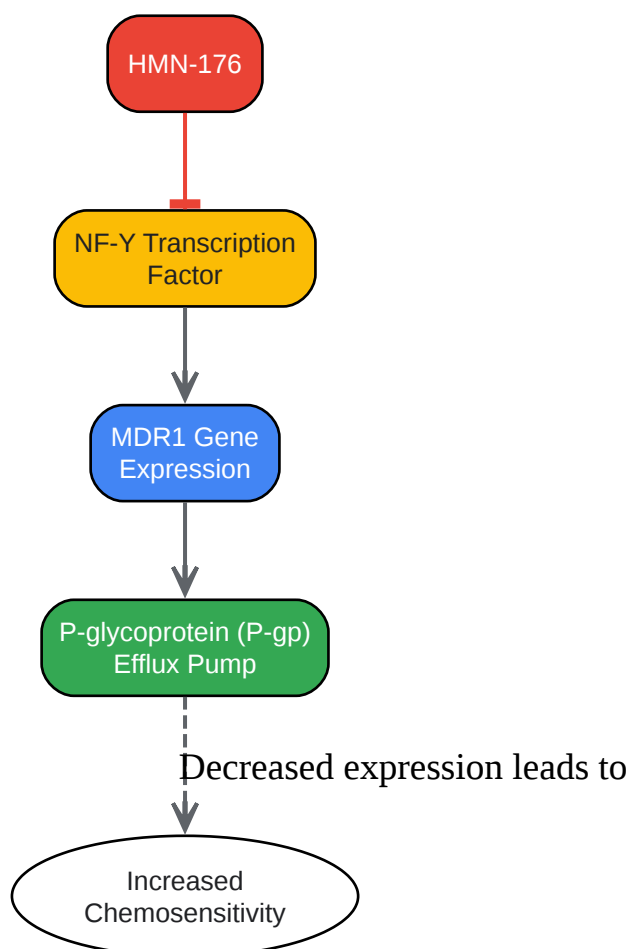 HMN-176
NF-Y Transcription
Factor
MDR1 Gene
Expression
P-glycoprotein (P-gp)
Efflux Pump
Decreased expression leads to
Increased
Chemosensitivity